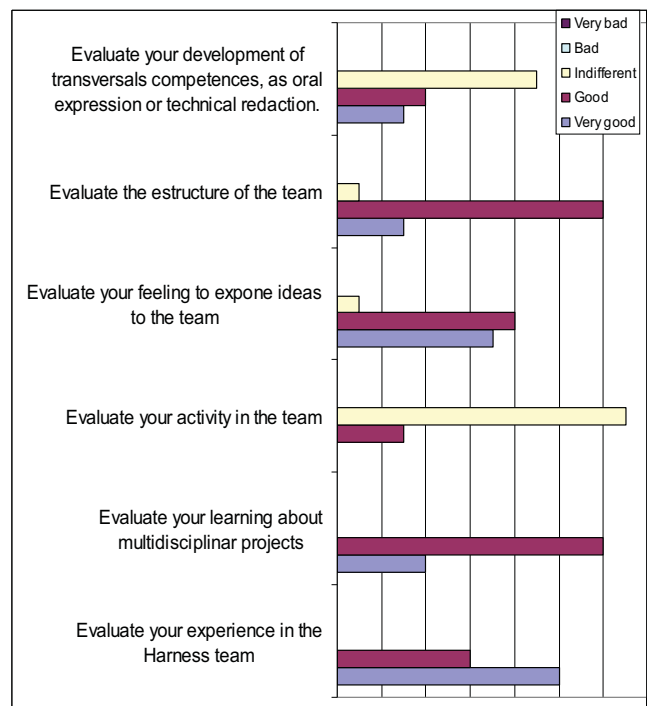 Very bad
Bad
Indifferent
Good
Very good
Evaluate your development of
transversals competences, as oral
expression or technical redaction.
Evaluate the estructure of the team
Evaluate your feeling to expone ideas
to the team
Evaluate your activity in the team
Evaluate your learning about
multidisciplinar projects
Evaluate your experience in the
Harness team